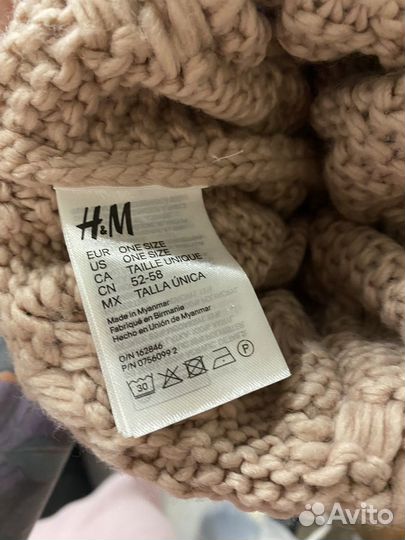 H&M
EUR ONE SIZE
US ONE SIZE
CA TAILLE UNIQUE
CN 52-58
MX TALLA ÚNICA
Made in Myanmar
Fabriqué en Birmanie
Hecho en Unión de Myanmar
O/N 162846
P/N 0756099 2
30
Avito